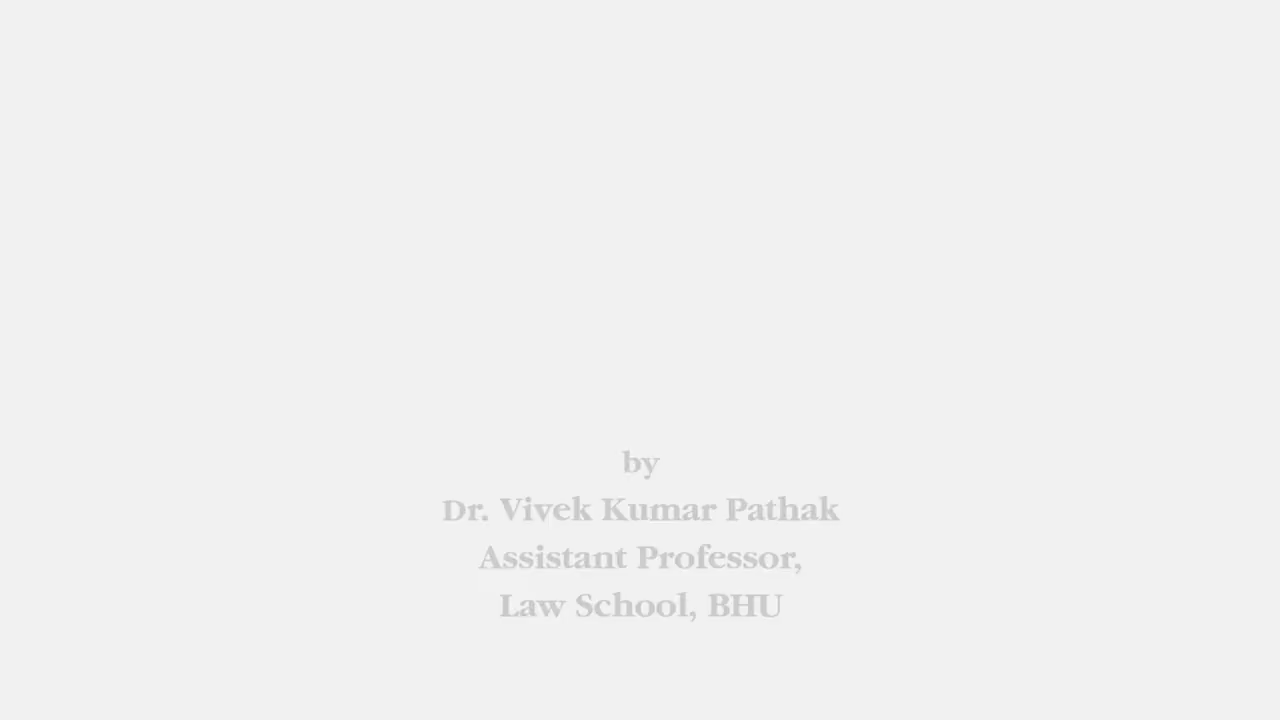 by
Dr. Vivek Kumar Pathak
Assistant Professor,
Law School, BHU